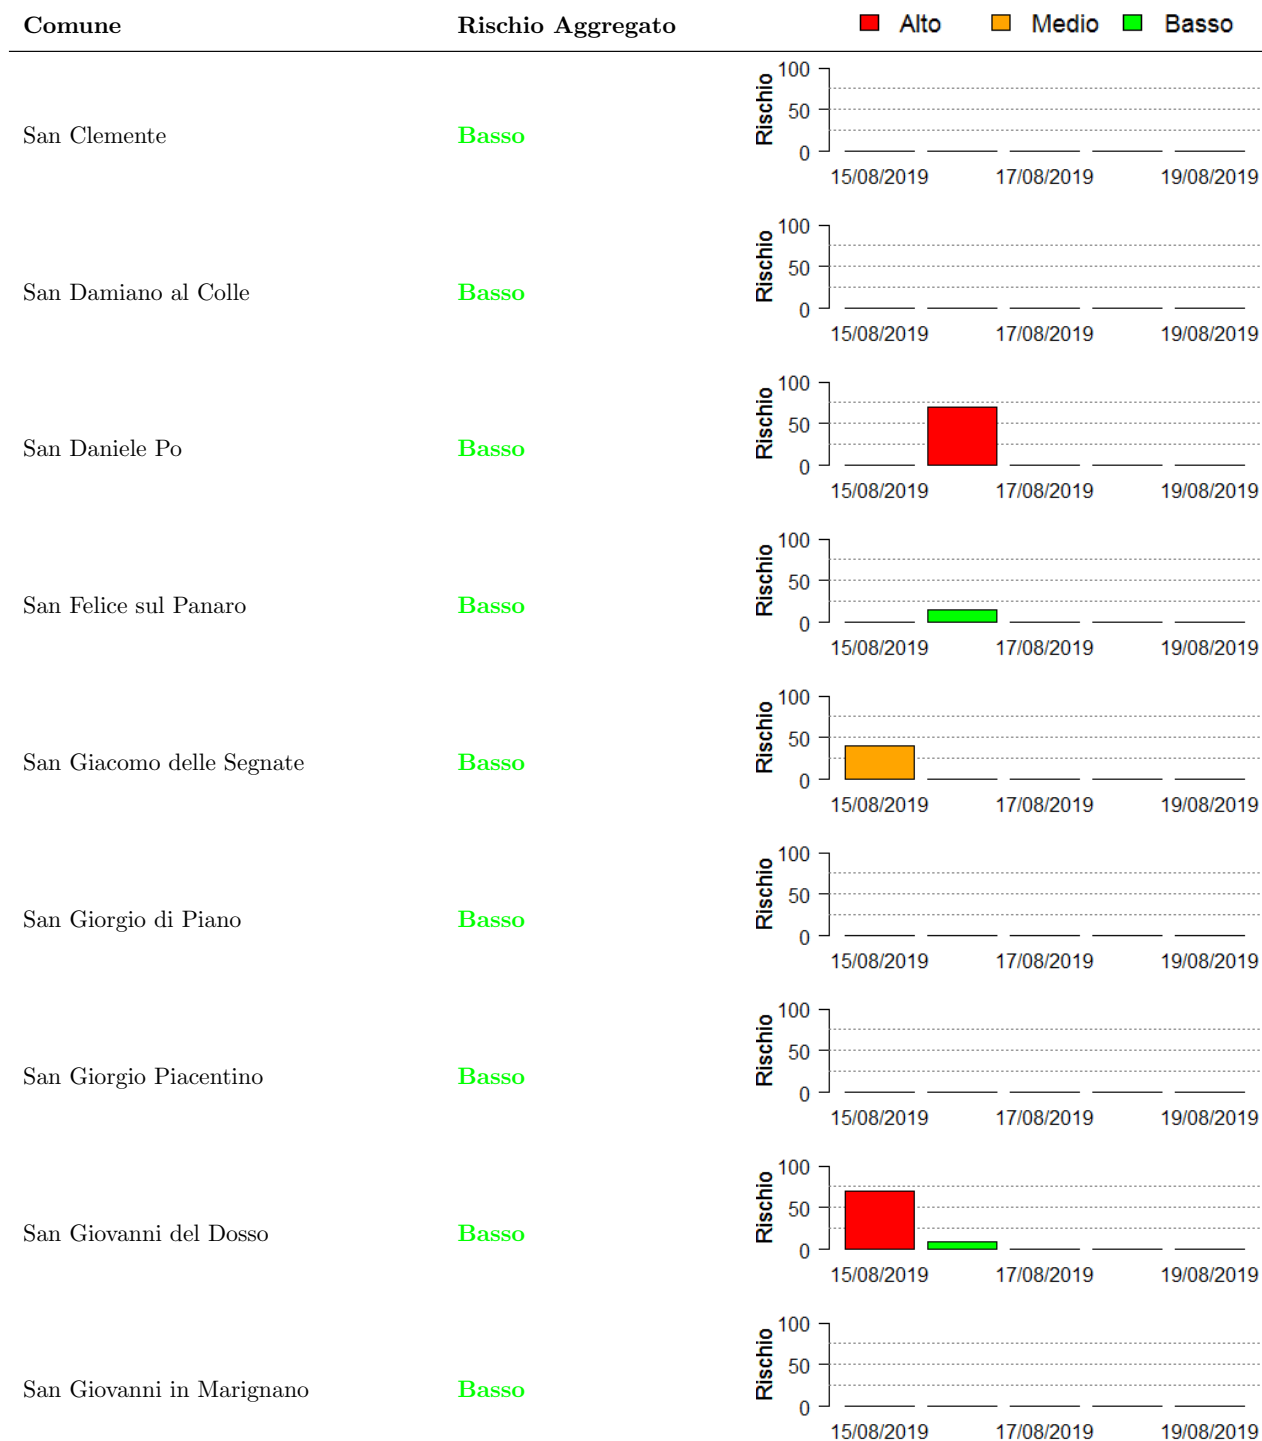 Comune Rischio Aggregato Alto Medio Basso
100
Rischio
50
San Clemente Basso
0
15/08/2019 17/08/2019 19/08/2019
100
Rischio
50
San Damiano al Colle Basso
0
15/08/2019 17/08/2019 19/08/2019
100
Rischio
50
San Daniele Po Basso
0
15/08/2019 17/08/2019 19/08/2019
100
Rischio
50
San Felice sul Panaro Basso
0
15/08/2019 17/08/2019 19/08/2019
100
Rischio
50
San Giacomo delle Segnate Basso
0
15/08/2019 17/08/2019 19/08/2019
100
Rischio
50
San Giorgio di Piano Basso
0
15/08/2019 17/08/2019 19/08/2019
100
Rischio
50
San Giorgio Piacentino Basso
0
15/08/2019 17/08/2019 19/08/2019
100
Rischio
50
San Giovanni del Dosso Basso
0
15/08/2019 17/08/2019 19/08/2019
100
Rischio
50
San Giovanni in Marignano Basso
0
15/08/2019 17/08/2019 19/08/2019